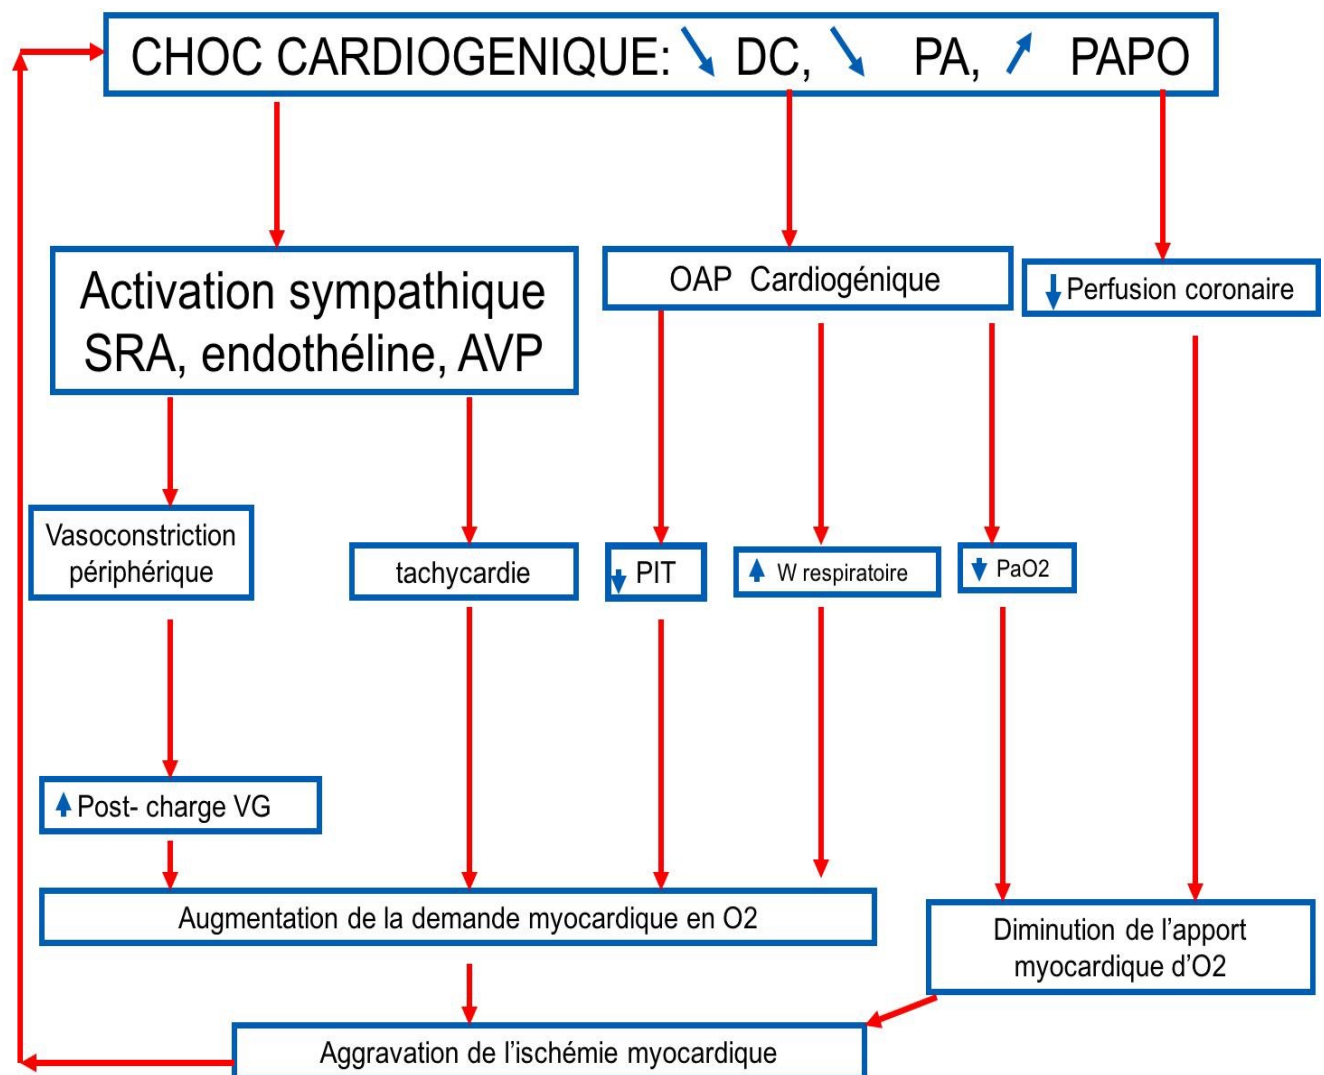 CHOC CARDIOGENIQUE: ↘ DC, ↘ PA, ↗ PAPO
Activation sympathique
SRA, endothéline, AVP
OAP Cardiogénique
↓ Perfusion coronaire
Vasoconstriction
périphérique
tachycardie
↓ PIT
↑ W respiratoire
↓ PaO2
↑ Post- charge VG
Augmentation de la demande myocardique en O2
Diminution de l’apport
myocardique d’O2
Aggravation de l’ischémie myocardique